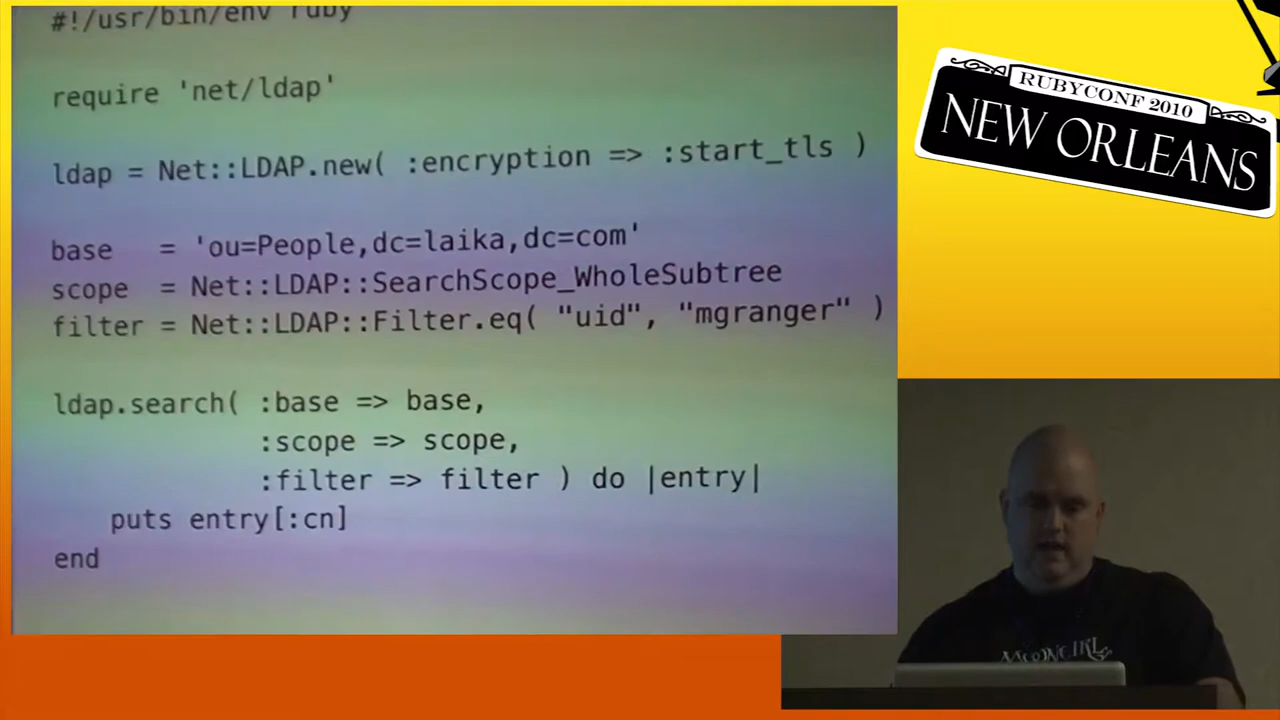 #!/usr/bin/env ruby
require 'net/ldap'
ldap = Net::LDAP.new( :encryption => :start_tls )
base   = 'ou=People,dc=laika,dc=com'
scope  = Net::LDAP::SearchScope_WholeSubtree
filter = Net::LDAP::Filter.eq( "uid", "mgranger" )
ldap.search( :base => base,
             :scope => scope,
             :filter => filter ) do |entry|
    puts entry[:cn]
end
RUBYCONF 2010
NEW ORLEANS